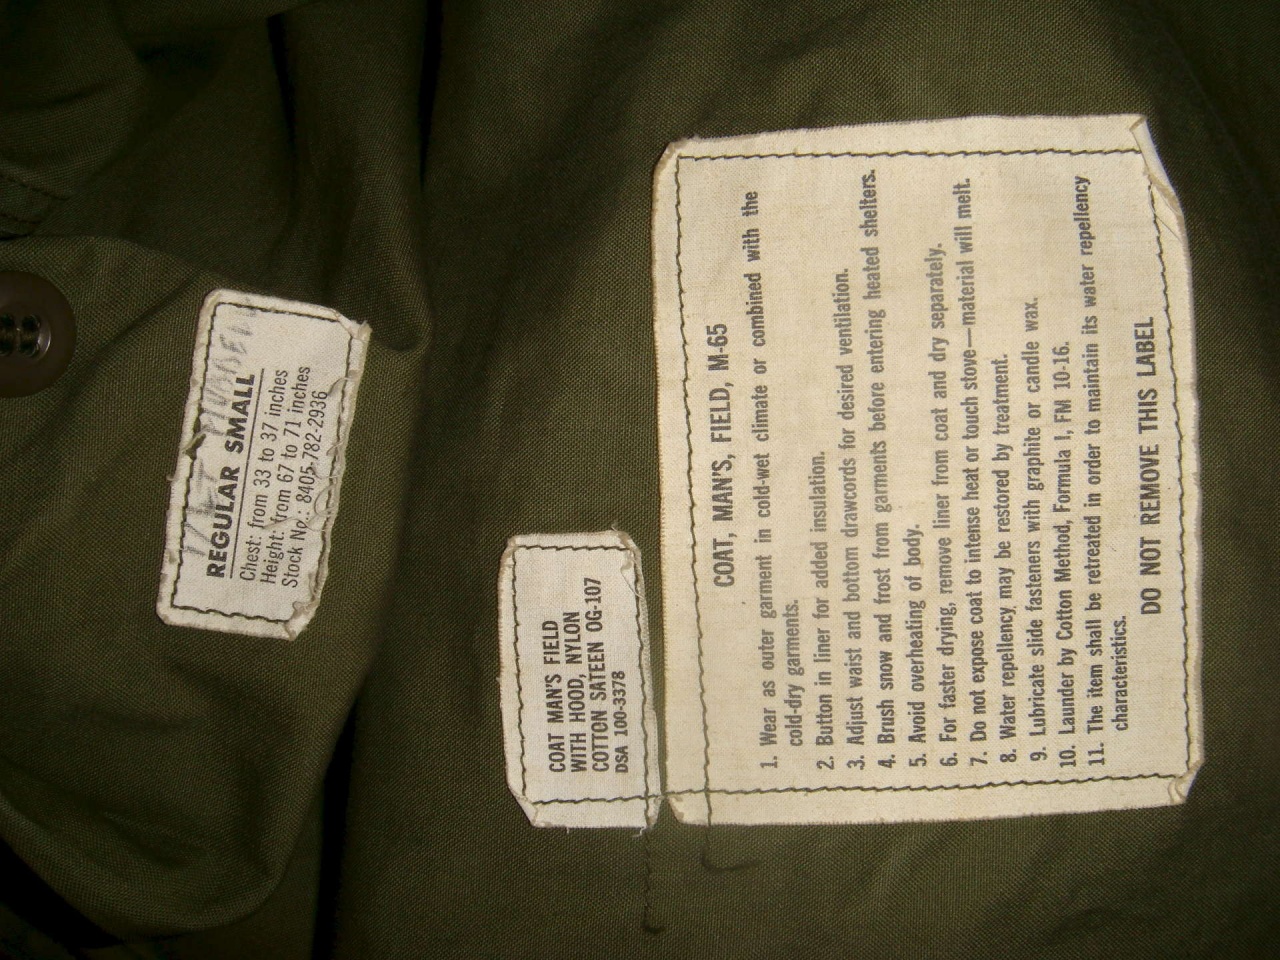 REGULAR SMALL
Chest: from 33 to 37 inches
Height: from 67 to 71 inches
Stock No.: 8405-782-2936
COAT MAN'S FIELD
WITH HOOD, NYLON
COTTON SATEEN OG-107
DSA 100-3378
COAT, MAN'S, FIELD, M-65
1. Wear as outer garment in cold-wet climate or combined with the
cold-dry garments.
2. Button in liner for added insulation.
3. Adjust waist and bottom drawcords for desired ventilation.
4. Brush snow and frost from garments before entering heated shelters.
5. Avoid overheating of body.
6. For faster drying, remove liner from coat and dry separately.
7. Do not expose coat to intense heat or touch stove—material will melt.
8. Water repellency may be restored by treatment.
9. Lubricate slide fasteners with graphite or candle wax.
10. Launder by Cotton Method, Formula I, FM 10-16.
11. The item shall be retreated in order to maintain its water repellency
characteristics.
DO NOT REMOVE THIS LABEL